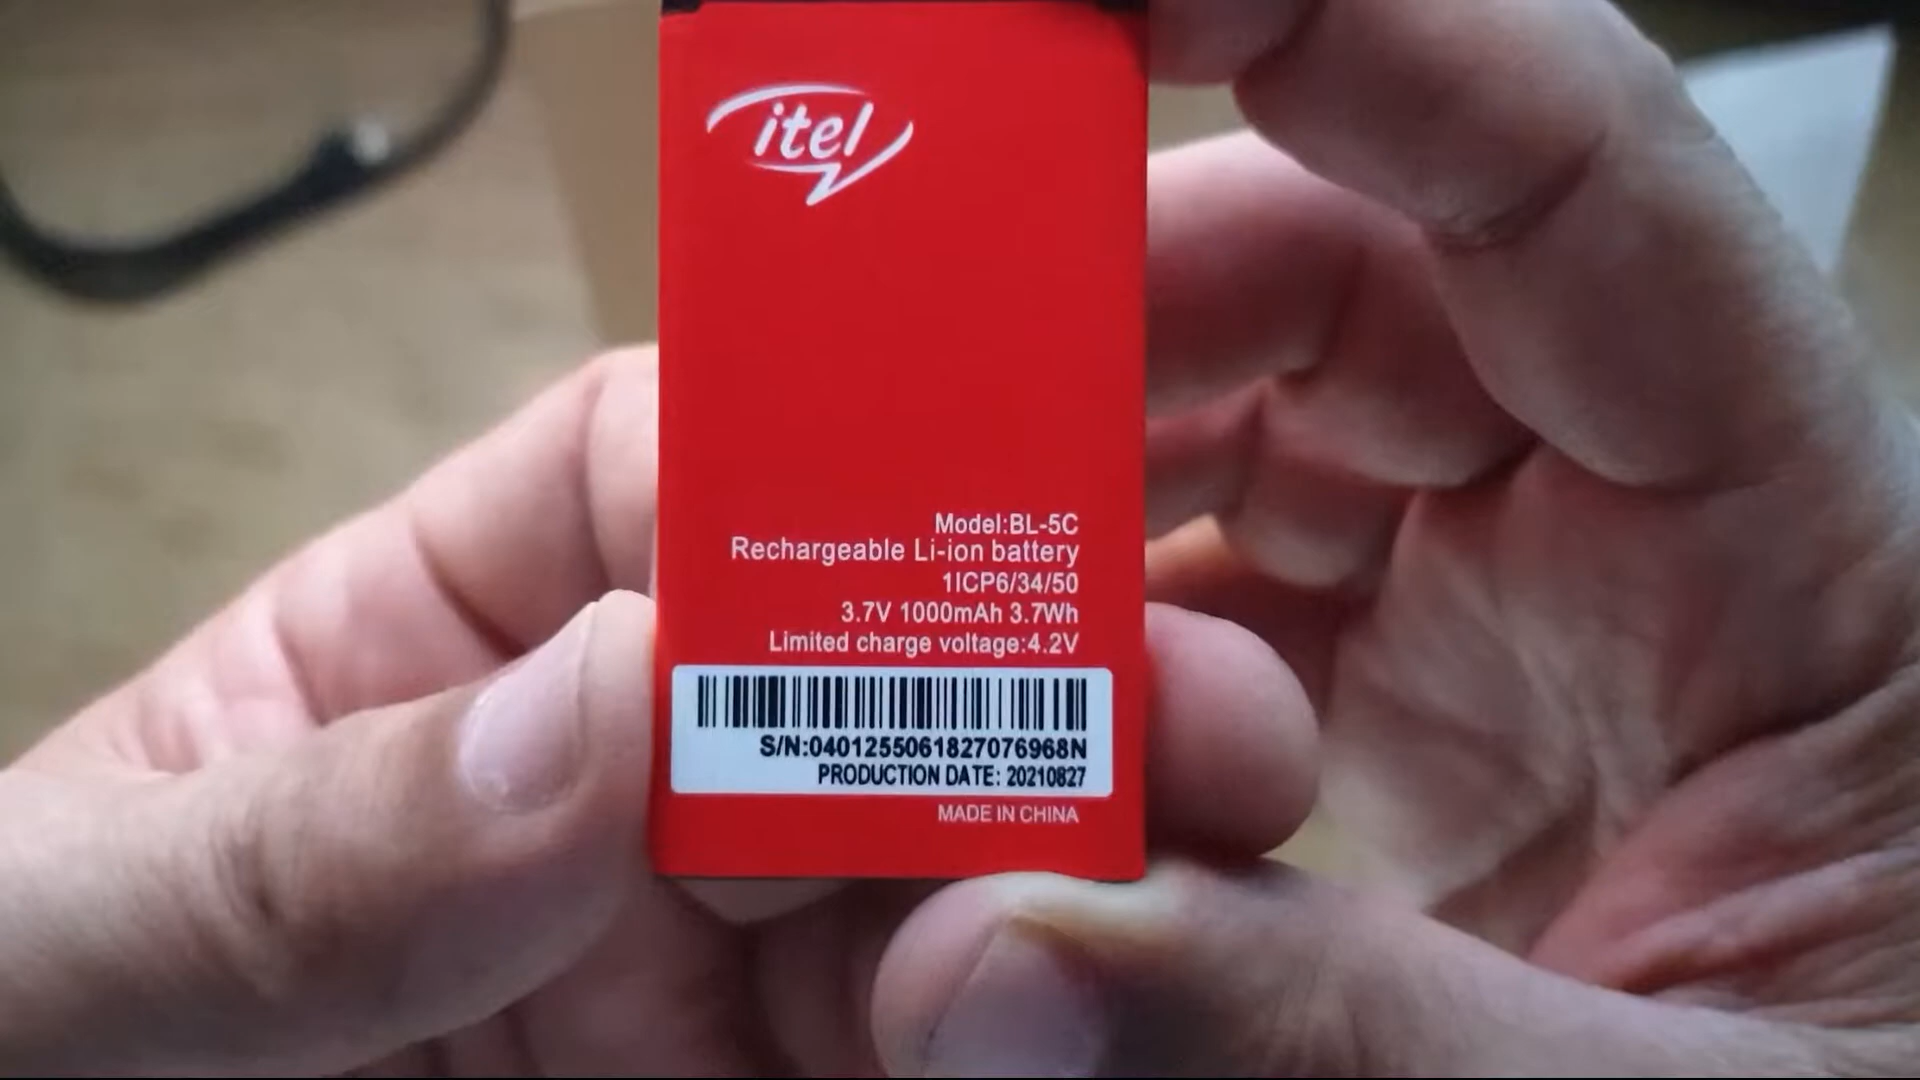 itel
Model:BL-5C
Rechargeable Li-ion battery
1ICP6/34/50
3.7V 1000mAh 3.7Wh
Limited charge voltage:4.2V
S/N:0401255061827076968N
PRODUCTION DATE: 20210827
MADE IN CHINA